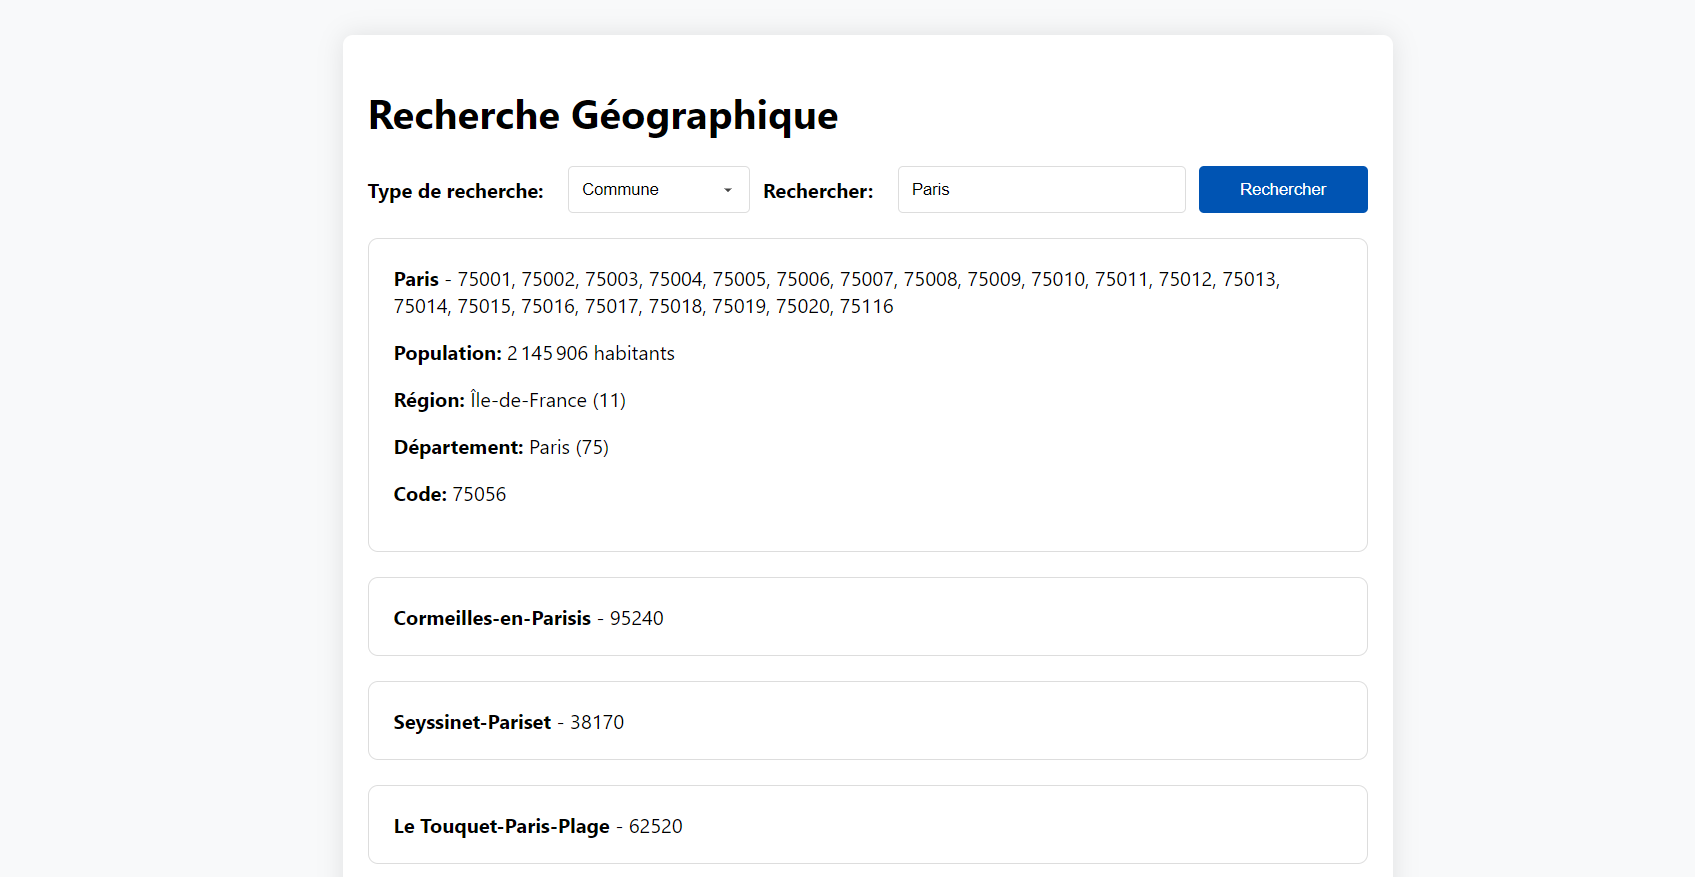 Recherche Géographique
Type de recherche: Commune Rechercher: Paris Rechercher
Paris - 75001, 75002, 75003, 75004, 75005, 75006, 75007, 75008, 75009, 75010, 75011, 75012, 75013,
75014, 75015, 75016, 75017, 75018, 75019, 75020, 75116
Population: 2 145 906 habitants
Région: Île-de-France (11)
Département: Paris (75)
Code: 75056
Cormeilles-en-Parisis - 95240
Seyssinet-Pariset - 38170
Le Touquet-Paris-Plage - 62520